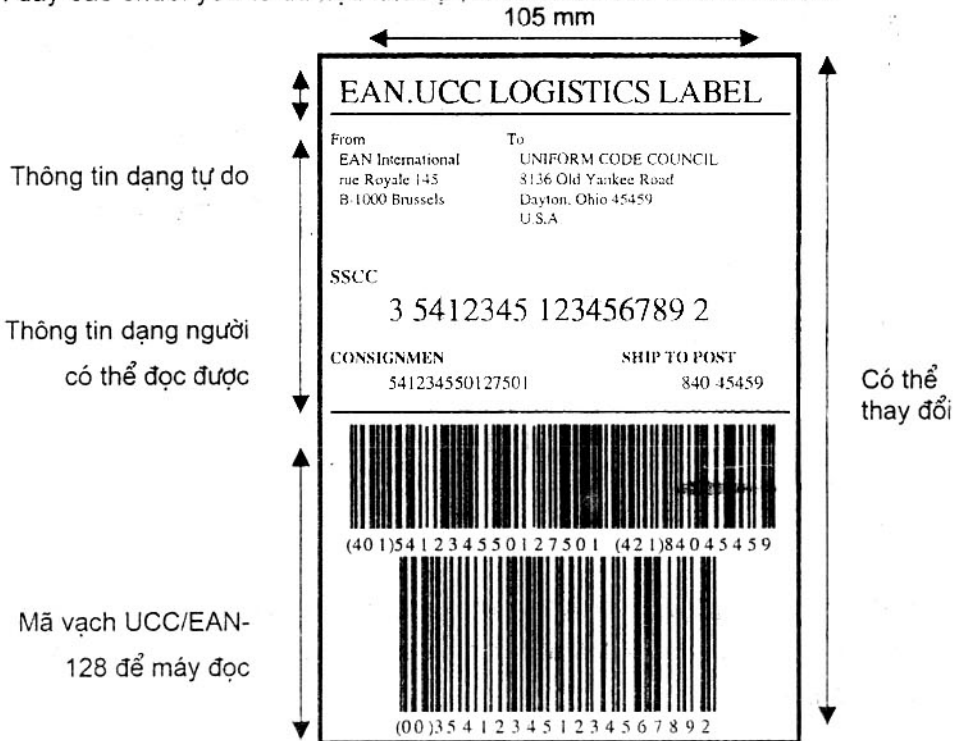 105 mm
EAN.UCC LOGISTICS LABEL
Thông tin dạng tự do
From
EAN International
rue Royale 145
B-1000 Brussels
To
UNIFORM CODE COUNCIL
8136 Old Yankee Road
Dayton, Ohio 45459
U.S.A
SSCC
3 5412345 123456789 2
Thông tin dạng người
có thể đọc được
CONSIGNMEN
541234550127501
SHIP TO POST
840 45459
Có thể
thay đổi
(401)541234550127501 (421)84045459
Mã vạch UCC/EAN-
128 để máy đọc
(00)354123451234567892